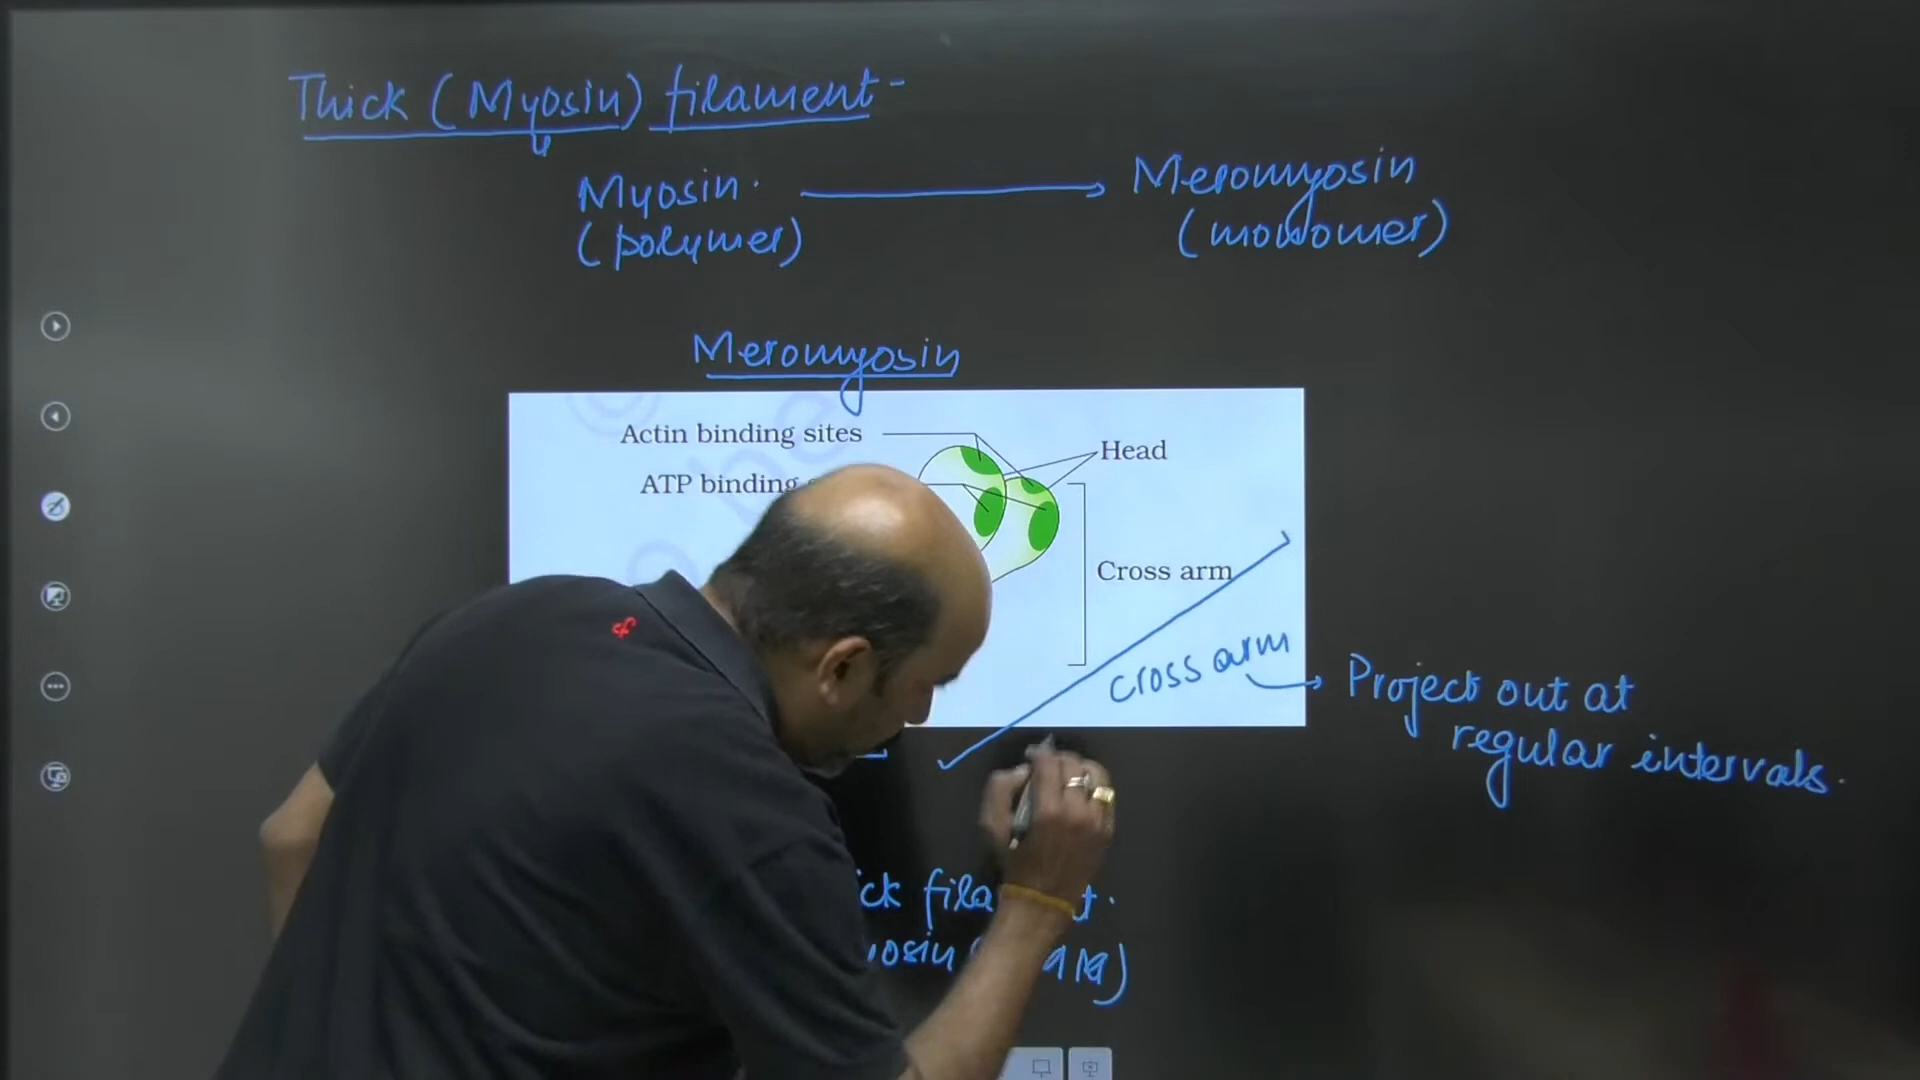 Thick (Myosin) filament-
Myosin. Meromyosin
(polymer) (monomer)
Meromyosin
Actin binding sites
Head
ATP binding
Cross arm
Cross arm Project out at
regular intervals.